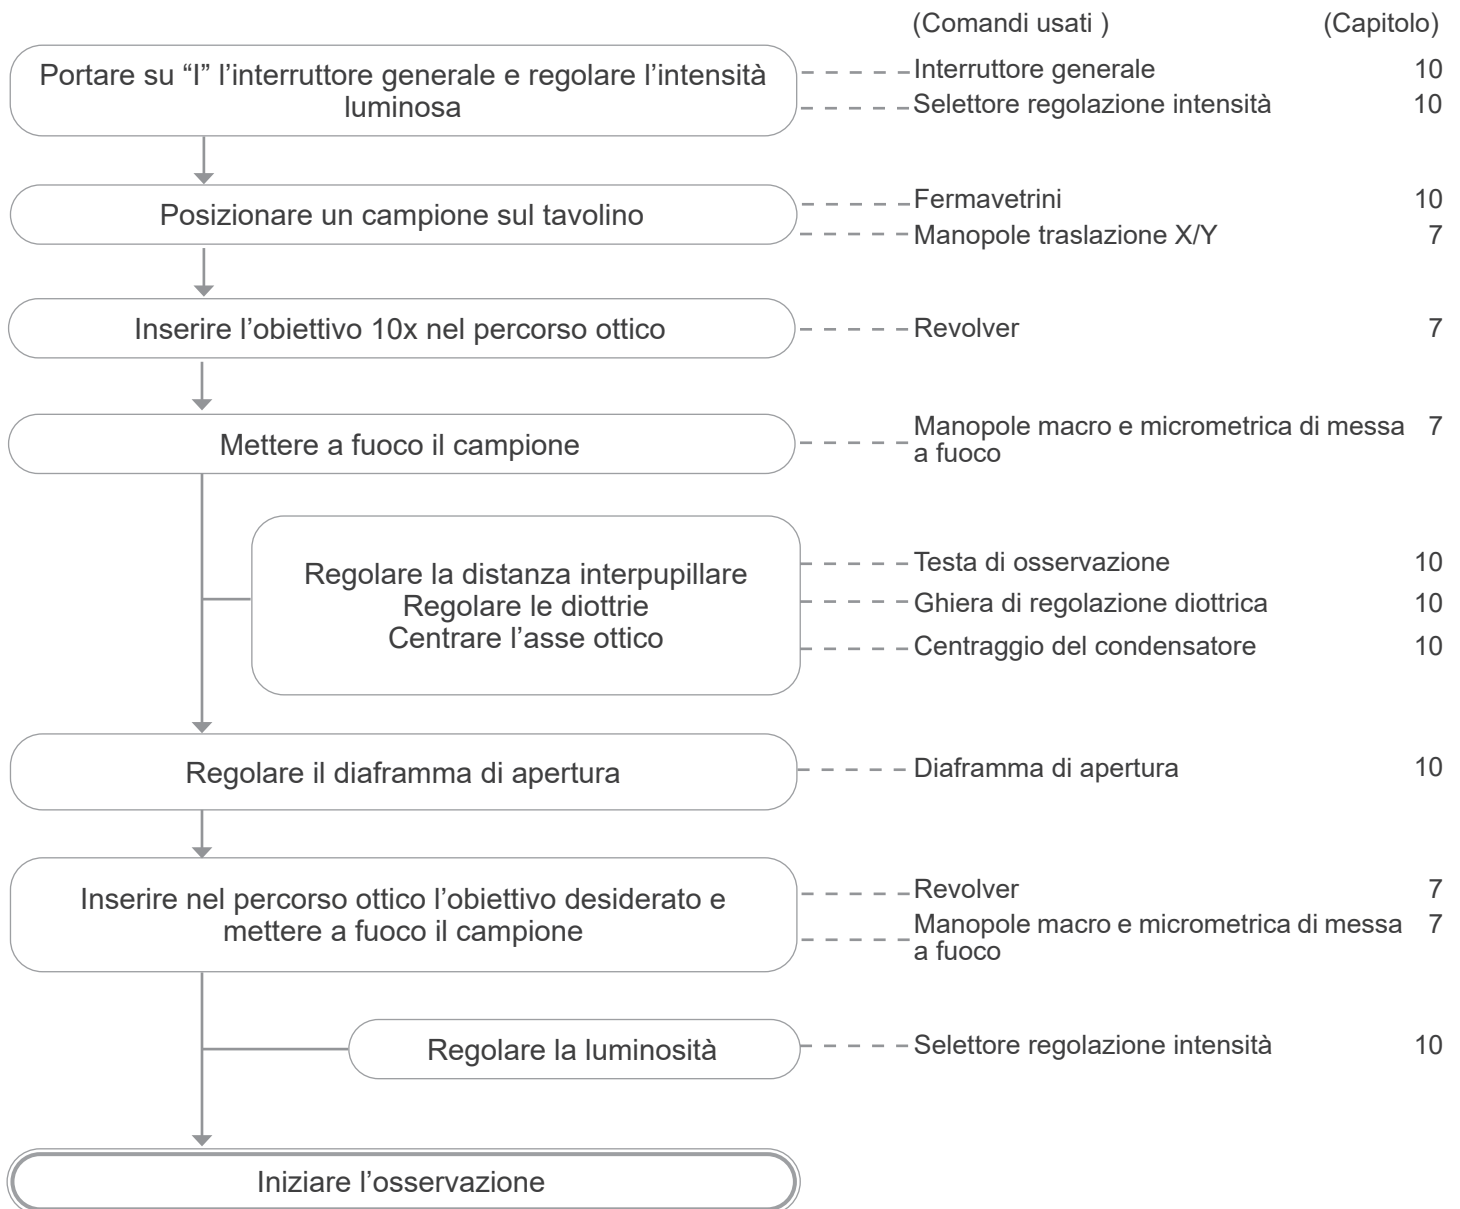 (Comandi usati ) (Capitolo)
Portare su “I” l’interruttore generale e regolare l’intensità
luminosa
Interruttore generale 10
Selettore regolazione intensità 10
Posizionare un campione sul tavolino
Fermavetrini 10
Manopole traslazione X/Y 7
Inserire l’obiettivo 10x nel percorso ottico
Revolver 7
Mettere a fuoco il campione
Manopole macro e micrometrica di messa 7
a fuoco
Regolare la distanza interpupillare
Regolare le diottrie
Centrare l’asse ottico
Testa di osservazione 10
Ghiera di regolazione diottrica 10
Centraggio del condensatore 10
Regolare il diaframma di apertura
Diaframma di apertura 10
Inserire nel percorso ottico l’obiettivo desiderato e
mettere a fuoco il campione
Revolver 7
Manopole macro e micrometrica di messa 7
a fuoco
Regolare la luminosità
Selettore regolazione intensità 10
Iniziare l’osservazione